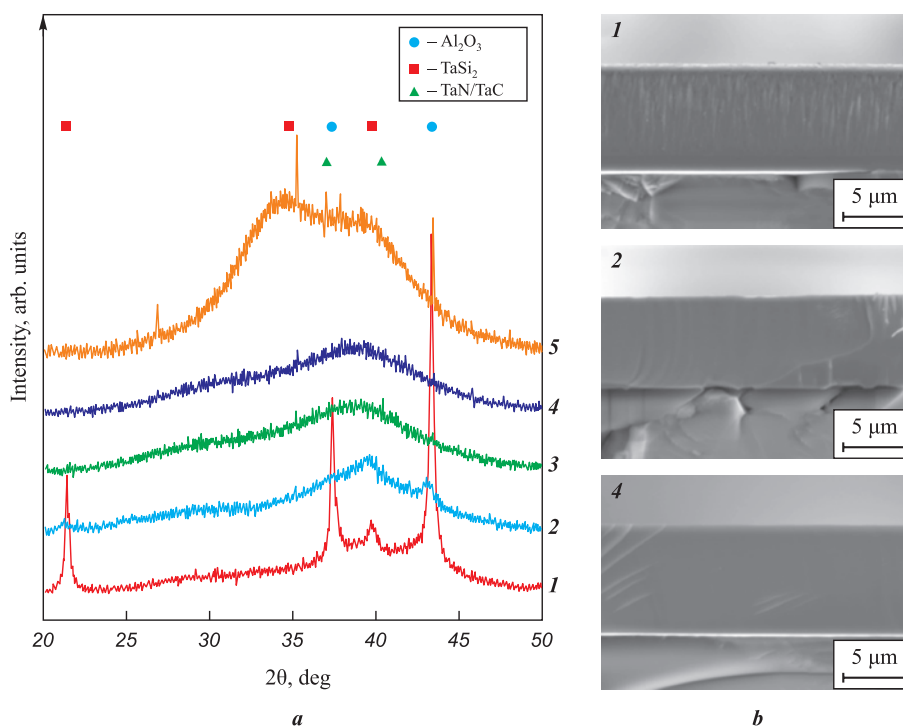 – Al₂O₃
– TaSi₂
– TaN/TaC
Intensity, arb. units
5
4
3
2
1
20 25 30 35 40 45 50
2θ, deg
a
1
5 μm
2
5 μm
4
5 μm
b